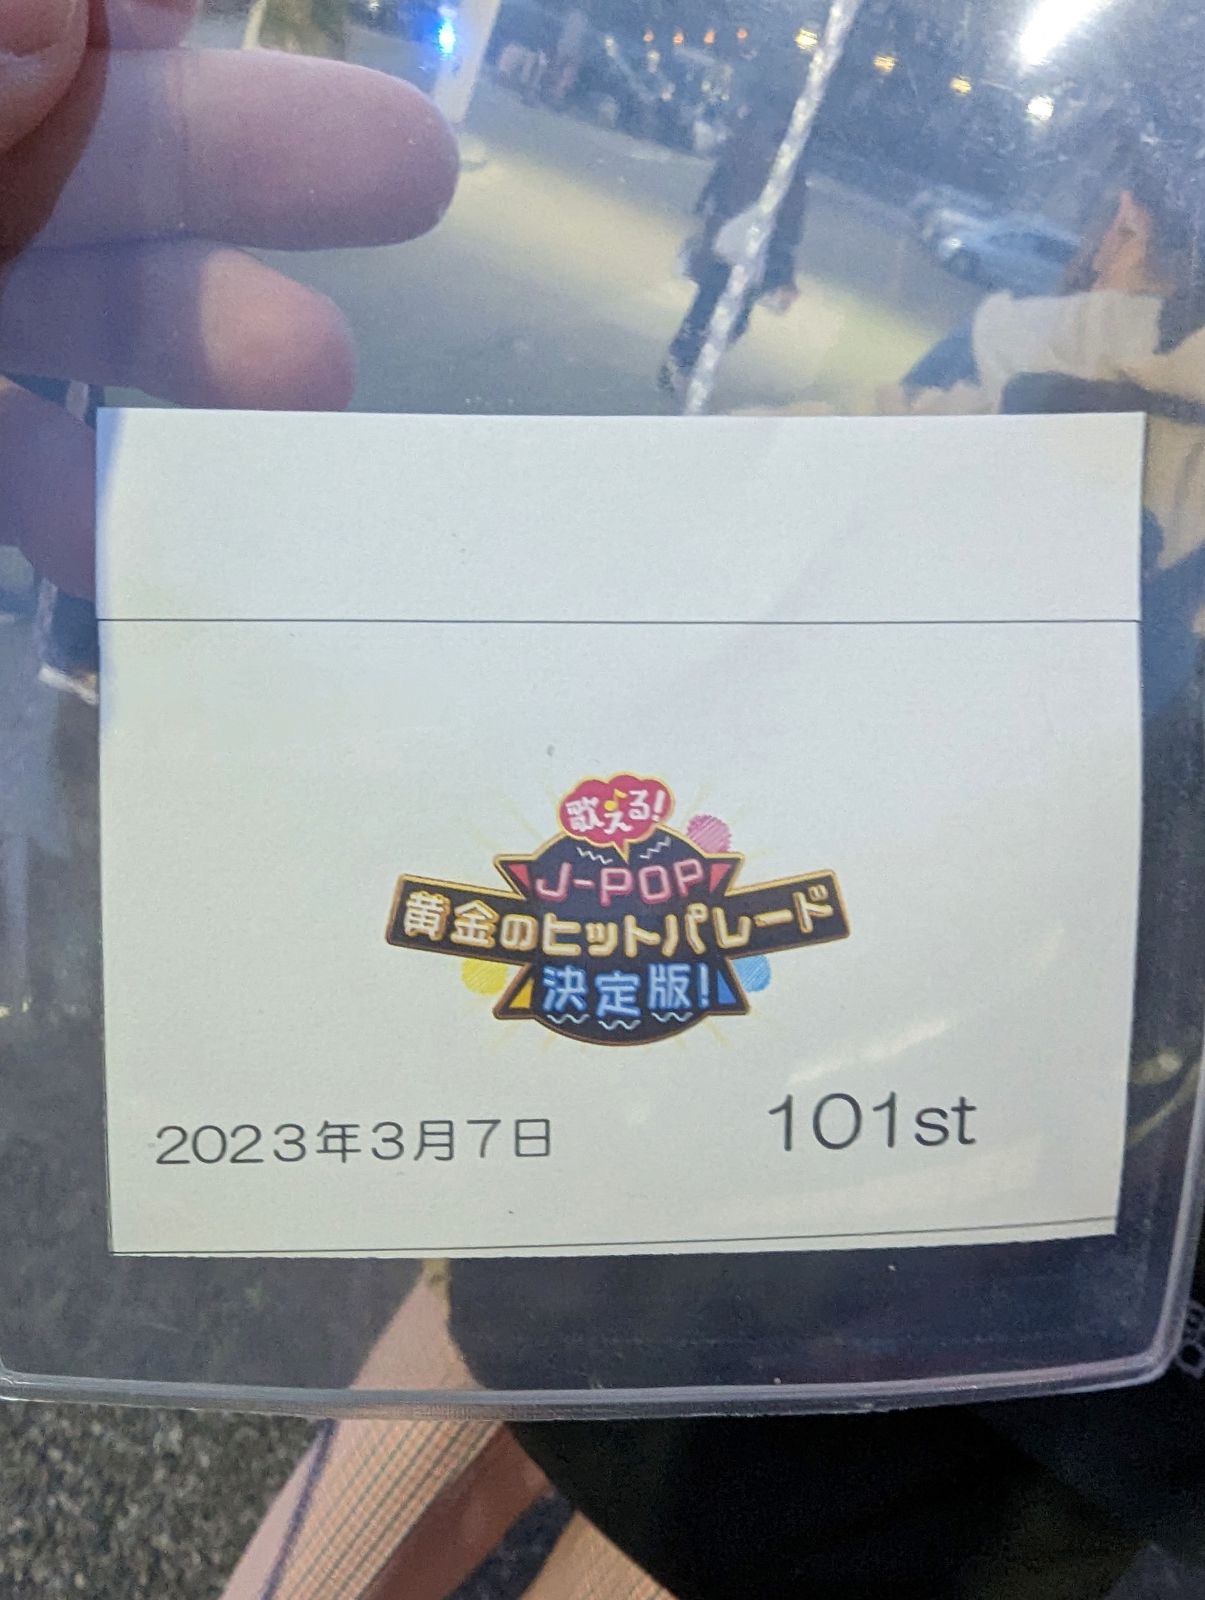 歌える!
J-POP
黄金のヒットパレード
決定版!
2023年3月7日
101st